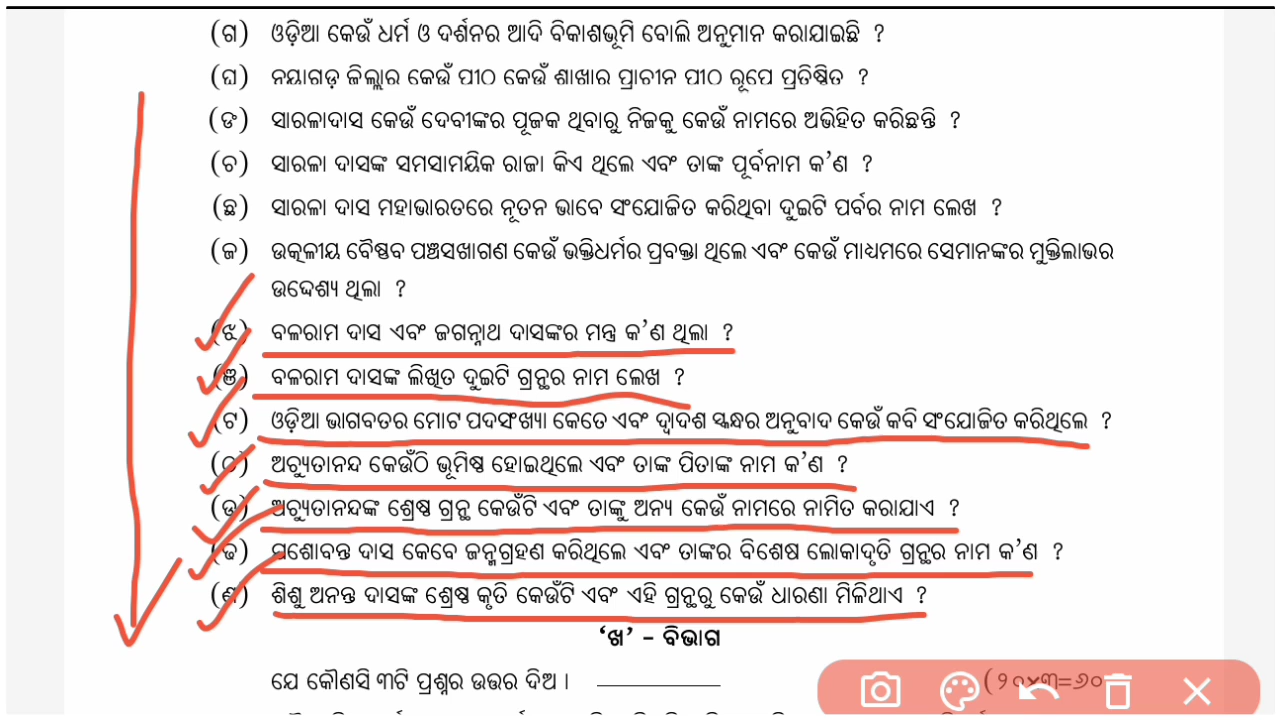 (ଗ) ଓଡ଼ିଆ କେଉଁ ଧର୍ମ ଓ ଦର୍ଶନର ଆଦି ବିକାଶଭୂମି ବୋଲି ଅନୁମାନ କରାଯାଇଛି ?
(ଘ) ନୟାଗଡ଼ ଜିଲ୍ଲାର କେଉଁ ପୀଠ କେଉଁ ଶାଖାର ପ୍ରାଚୀନ ପୀଠ ରୂପେ ପ୍ରତିଷ୍ଠିତ ?
(ଙ) ସାରଳାଦାସ କେଉଁ ଦେବୀଙ୍କର ପୂଜକ ଥିବାରୁ ନିଜକୁ କେଉଁ ନାମରେ ଅଭିହିତ କରିଛନ୍ତି ?
(ଚ) ସାରଳା ଦାସଙ୍କ ସମସାମୟିକ ରାଜା କିଏ ଥିଲେ ଏବଂ ତାଙ୍କ ପୂର୍ବନାମ କ’ଣ ?
(ଛ) ସାରଳା ଦାସ ମହାଭାରତରେ ନୂତନ ଭାବେ ସଂଯୋଜିତ କରିଥିବା ଦୁଇଟି ପର୍ବର ନାମ ଲେଖ ?
(ଜ) ଉତ୍କଳୀୟ ବୈଷ୍ଣବ ପଞ୍ଚସଖାଗଣ କେଉଁ ଭକ୍ତିଧର୍ମର ପ୍ରବକ୍ତା ଥିଲେ ଏବଂ କେଉଁ ମାଧ୍ୟମରେ ସେମାନଙ୍କର ମୁକ୍ତିଲାଭର
ଉଦ୍ଦେଶ୍ୟ ଥିଲା ?
(ଝ) ବଳରାମ ଦାସ ଏବଂ ଜଗନ୍ନାଥ ଦାସଙ୍କର ମନ୍ତ୍ର କ’ଣ ଥିଲା ?
(ଞ) ବଳରାମ ଦାସଙ୍କ ଲିଖିତ ଦୁଇଟି ଗ୍ରନ୍ଥର ନାମ ଲେଖ ?
(ଟ) ଓଡ଼ିଆ ଭାଗବତର ମୋଟ ପଦସଂଖ୍ୟା କେତେ ଏବଂ ଦ୍ୱାଦଶ ସ୍କନ୍ଧର ଅନୁବାଦ କେଉଁ କବି ସଂଯୋଜିତ କରିଥିଲେ ?
(ଠ) ଅଚ୍ୟୁତାନନ୍ଦ କେଉଁଠି ଭୂମିଷ୍ଠ ହୋଇଥିଲେ ଏବଂ ତାଙ୍କ ପିତାଙ୍କ ନାମ କ’ଣ ?
(ଡ) ଅଚ୍ୟୁତାନନ୍ଦଙ୍କ ଶ୍ରେଷ୍ଠ ଗ୍ରନ୍ଥ କେଉଁଟି ଏବଂ ତାଙ୍କୁ ଅନ୍ୟ କେଉଁ ନାମରେ ନାମିତ କରାଯାଏ ?
(ଢ) ଯଶୋବନ୍ତ ଦାସ କେବେ ଜନ୍ମଗ୍ରହଣ କରିଥିଲେ ଏବଂ ତାଙ୍କର ବିଶେଷ ଲୋକାଦୃତି ଗ୍ରନ୍ଥର ନାମ କ’ଣ ?
(ଣ) ଶିଶୁ ଅନନ୍ତ ଦାସଙ୍କ ଶ୍ରେଷ୍ଠ କୃତି କେଉଁଟି ଏବଂ ଏହି ଗ୍ରନ୍ଥରୁ କେଉଁ ଧାରଣା ମିଳିଥାଏ ?
‘ଖ’ – ବିଭାଗ
ଯେ କୌଣସି ୩ଟି ପ୍ରଶ୍ନର ଉତ୍ତର ଦିଅ । (୨୦×୩=୬୦